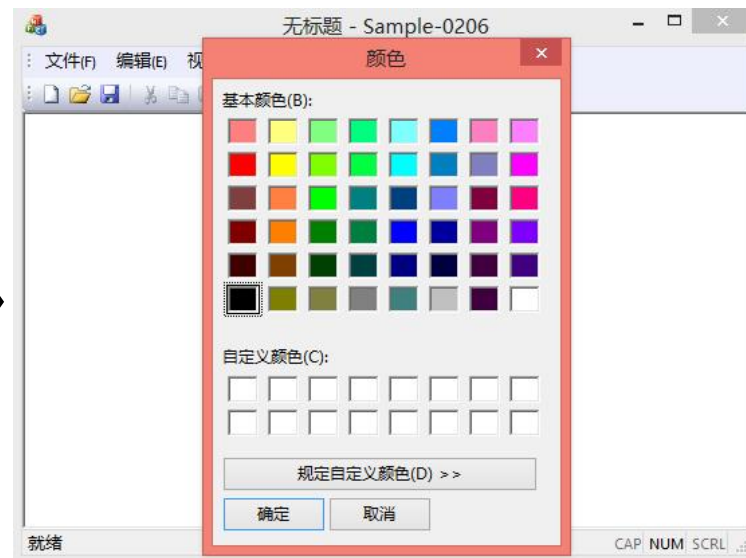 无标题 - Sample-0206
文件(F) 编辑(E) 视
颜色
基本颜色(B):
自定义颜色(C):
规定自定义颜色(D) >>
确定 取消
就绪 CAP NUM SCRL